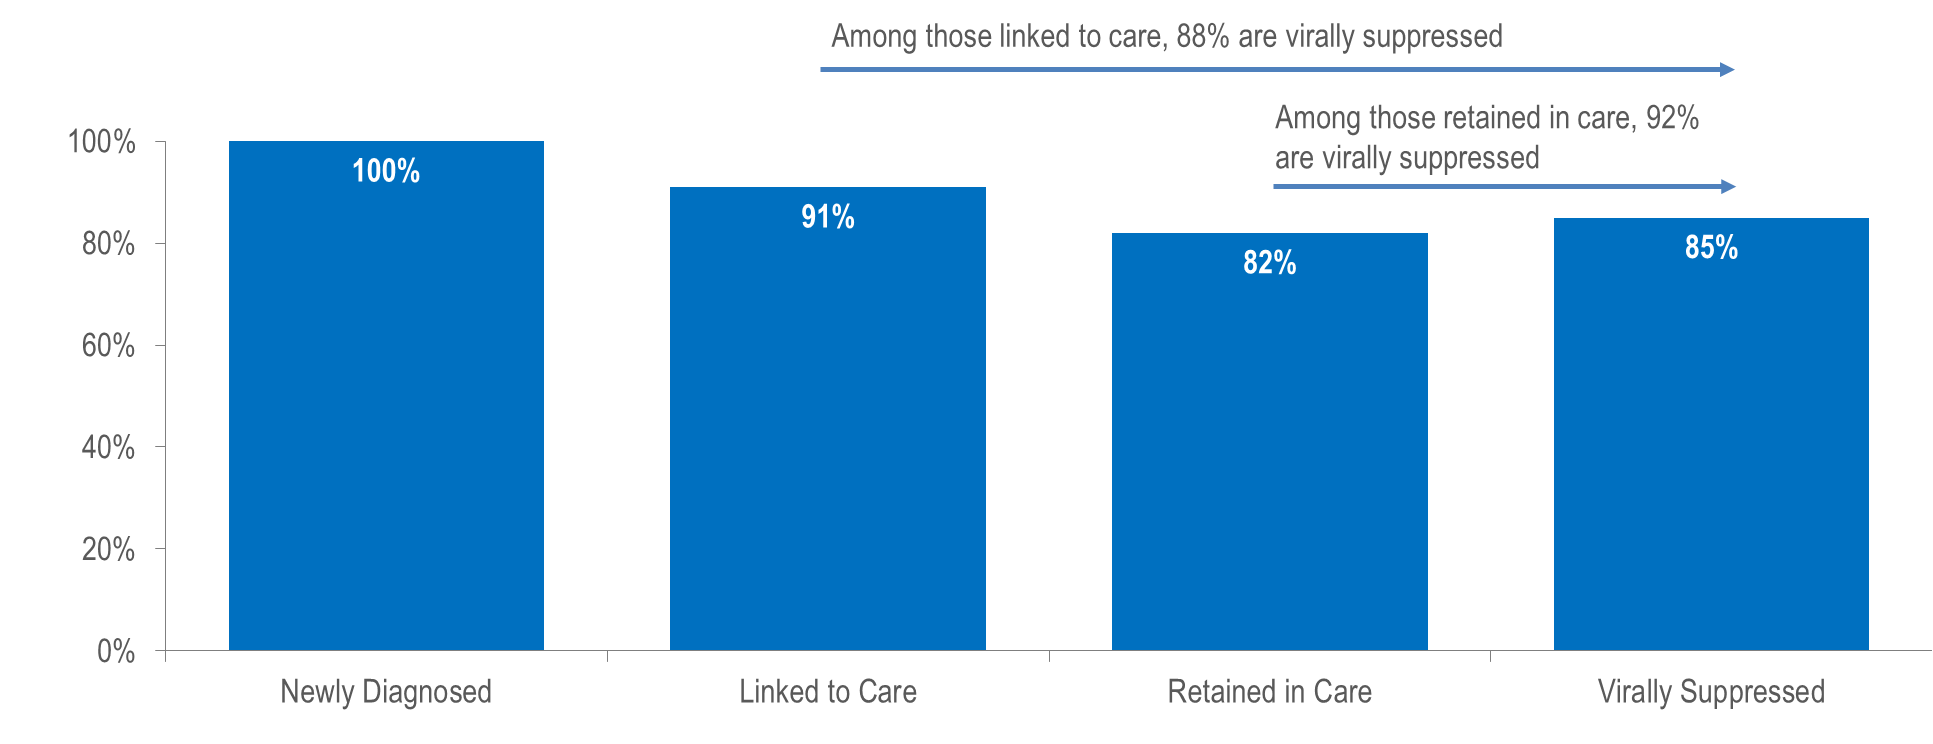 Among those linked to care, 88% are virally suppressed
Among those retained in care, 92%
are virally suppressed
100%
80%
60%
40%
20%
0%
100%
91%
82%
85%
Newly Diagnosed
Linked to Care
Retained in Care
Virally Suppressed